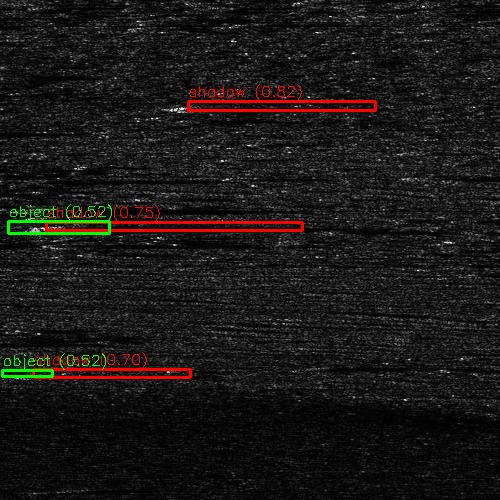 shadow (0.82)
object (0.52)
(0.75)
object (0.52)
(0.70)